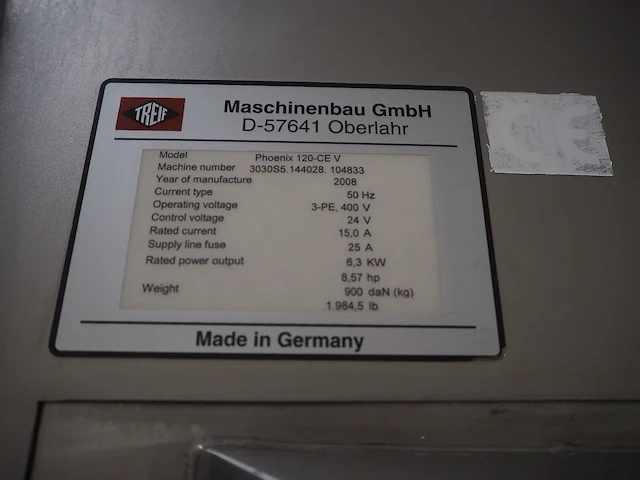 TREIF
Maschinenbau GmbH
D-57641 Oberlahr
Model Phoenix 120-CE V
Machine number 3030S5.144028. 104833
Year of manufacture 2008
Current type 50 Hz
Operating voltage 3-PE, 400 V
Control voltage 24 V
Rated current 15,0 A
Supply line fuse 25 A
Rated power output 6,3 KW
8,57 hp
Weight 900 daN (kg)
1.984,5 lb
Made in Germany